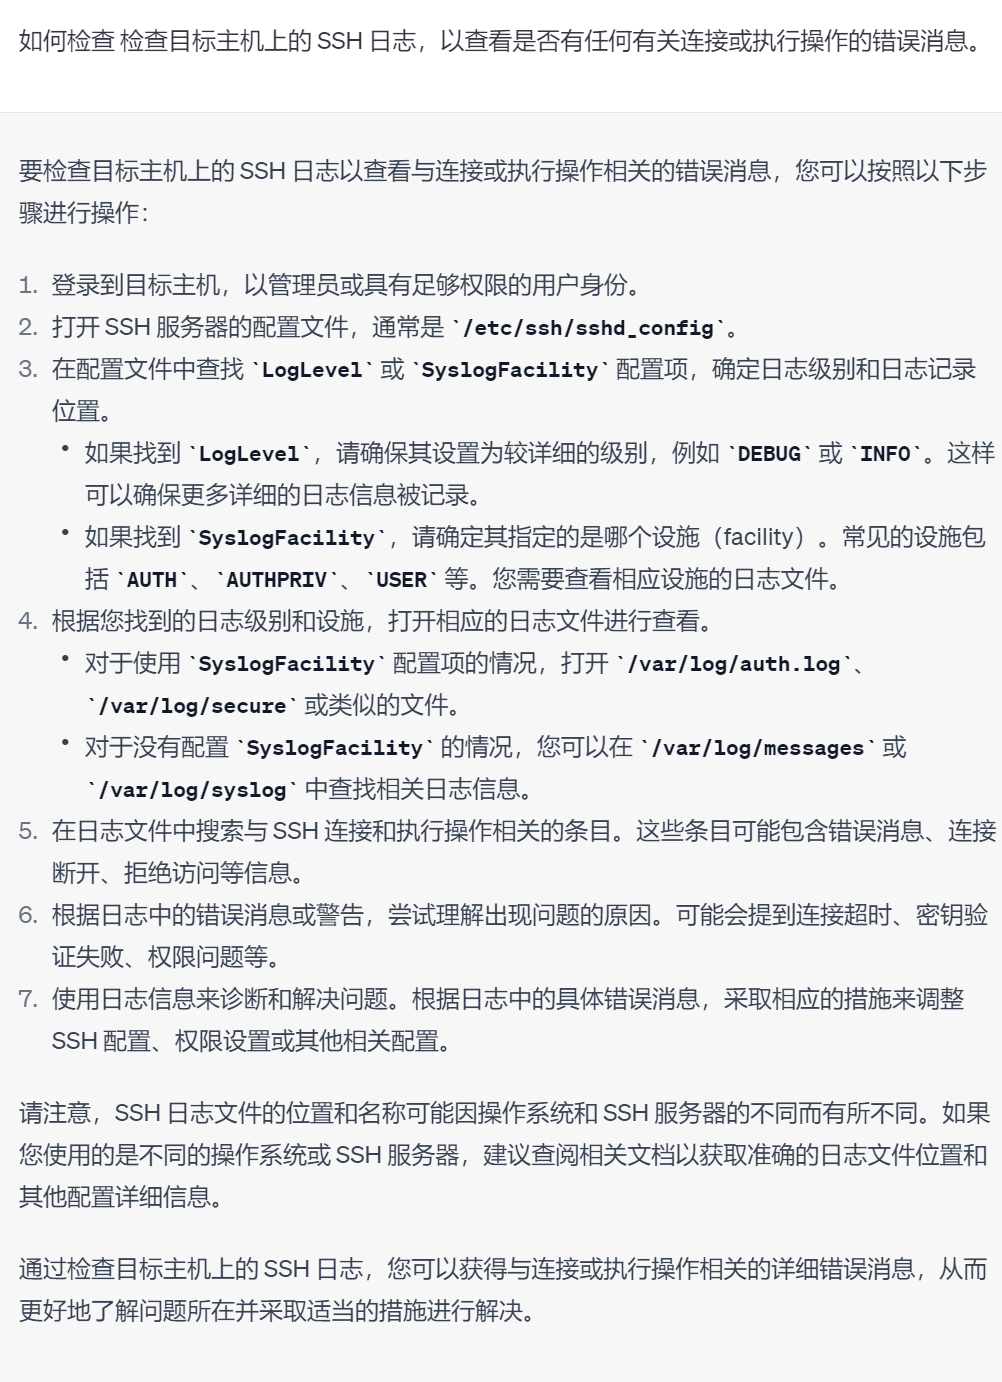 如何检查 检查目标主机上的 SSH 日志，以查看是否有任何有关连接或执行操作的错误消息。
要检查目标主机上的 SSH 日志以查看与连接或执行操作相关的错误消息，您可以按照以下步
骤进行操作：
1. 登录到目标主机，以管理员或具有足够权限的用户身份。
2. 打开 SSH 服务器的配置文件，通常是 `/etc/ssh/sshd_config`。
3. 在配置文件中查找 `LogLevel` 或 `SyslogFacility` 配置项，确定日志级别和日志记录
位置。
• 如果找到 `LogLevel`，请确保其设置为较详细的级别，例如 `DEBUG` 或 `INFO`。这样
可以确保更多详细的日志信息被记录。
• 如果找到 `SyslogFacility`，请确定其指定的是哪个设施（facility）。常见的设施包
括 `AUTH`、`AUTHPRIV`、`USER` 等。您需要查看相应设施的日志文件。
4. 根据您找到的日志级别和设施，打开相应的日志文件进行查看。
• 对于使用 `SyslogFacility` 配置项的情况，打开 `/var/log/auth.log`、
`/var/log/secure` 或类似的文件。
• 对于没有配置 `SyslogFacility` 的情况，您可以在 `/var/log/messages` 或
`/var/log/syslog` 中查找相关日志信息。
5. 在日志文件中搜索与 SSH 连接和执行操作相关的条目。这些条目可能包含错误消息、连接
断开、拒绝访问等信息。
6. 根据日志中的错误消息或警告，尝试理解出现问题的原因。可能会提到连接超时、密钥验
证失败、权限问题等。
7. 使用日志信息来诊断和解决问题。根据日志中的具体错误消息，采取相应的措施来调整
SSH 配置、权限设置或其他相关配置。
请注意，SSH 日志文件的位置和名称可能因操作系统和 SSH 服务器的不同而有所不同。如果
您使用的是不同的操作系统或 SSH 服务器，建议查阅相关文档以获取准确的日志文件位置和
其他配置详细信息。
通过检查目标主机上的 SSH 日志，您可以获得与连接或执行操作相关的详细错误消息，从而
更好地了解问题所在并采取适当的措施进行解决。